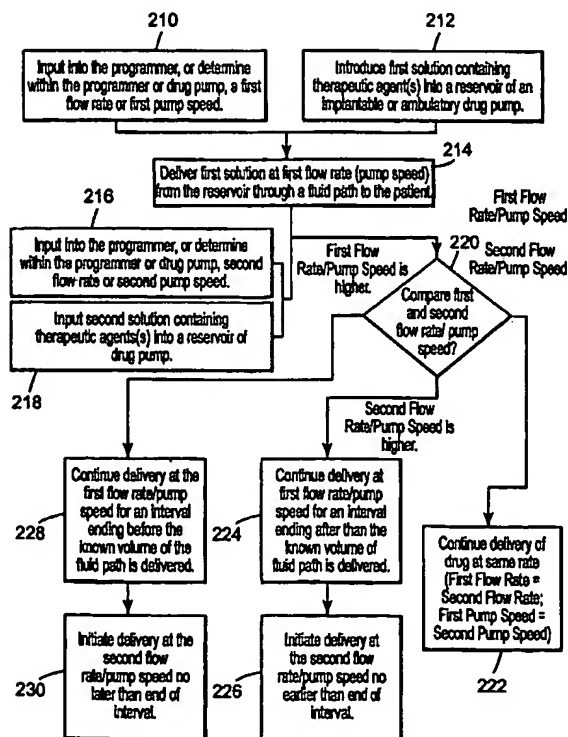 210
212
Input into the programmer, or determine
within the programmer or drug pump, a first
flow rate or first pump speed.
Introduce first solution containing
therapeutic agent(s) into a reservoir of an
implantable or ambulatory drug pump.
214
Deliver first solution at first flow rate (pump speed)
from the reservoir through a fluid path to the patient.
216
Input into the programmer, or determine
within the programmer or drug pump, second
flow rate or second pump speed.
Input second solution containing
therapeutic agents(s) into a reservoir of
drug pump.
218
First Flow
Rate/Pump Speed is
higher.
First Flow
Rate/Pump Speed
220
Second Flow
Rate/Pump Speed
Compare first
and second
flow rate/ pump
speed?
Second Flow
Rate/Pump Speed is
higher.
Continue delivery at the
first flow rate/pump
speed for an interval
ending before the
known volume of the
fluid path is delivered.
228
Continue delivery at
first flow rate/pump
speed for an interval
ending after than the
known volume of
fluid path is delivered.
224
Continue delivery of
drug at same rate
(First Flow Rate =
Second Flow Rate;
First Pump Speed =
Second Pump Speed)
222
Initiate delivery at the
second flow
rate/pump speed no
later than end of
interval.
230
Initiate delivery at
the second flow
rate/pump speed no
earlier than end of
interval.
226